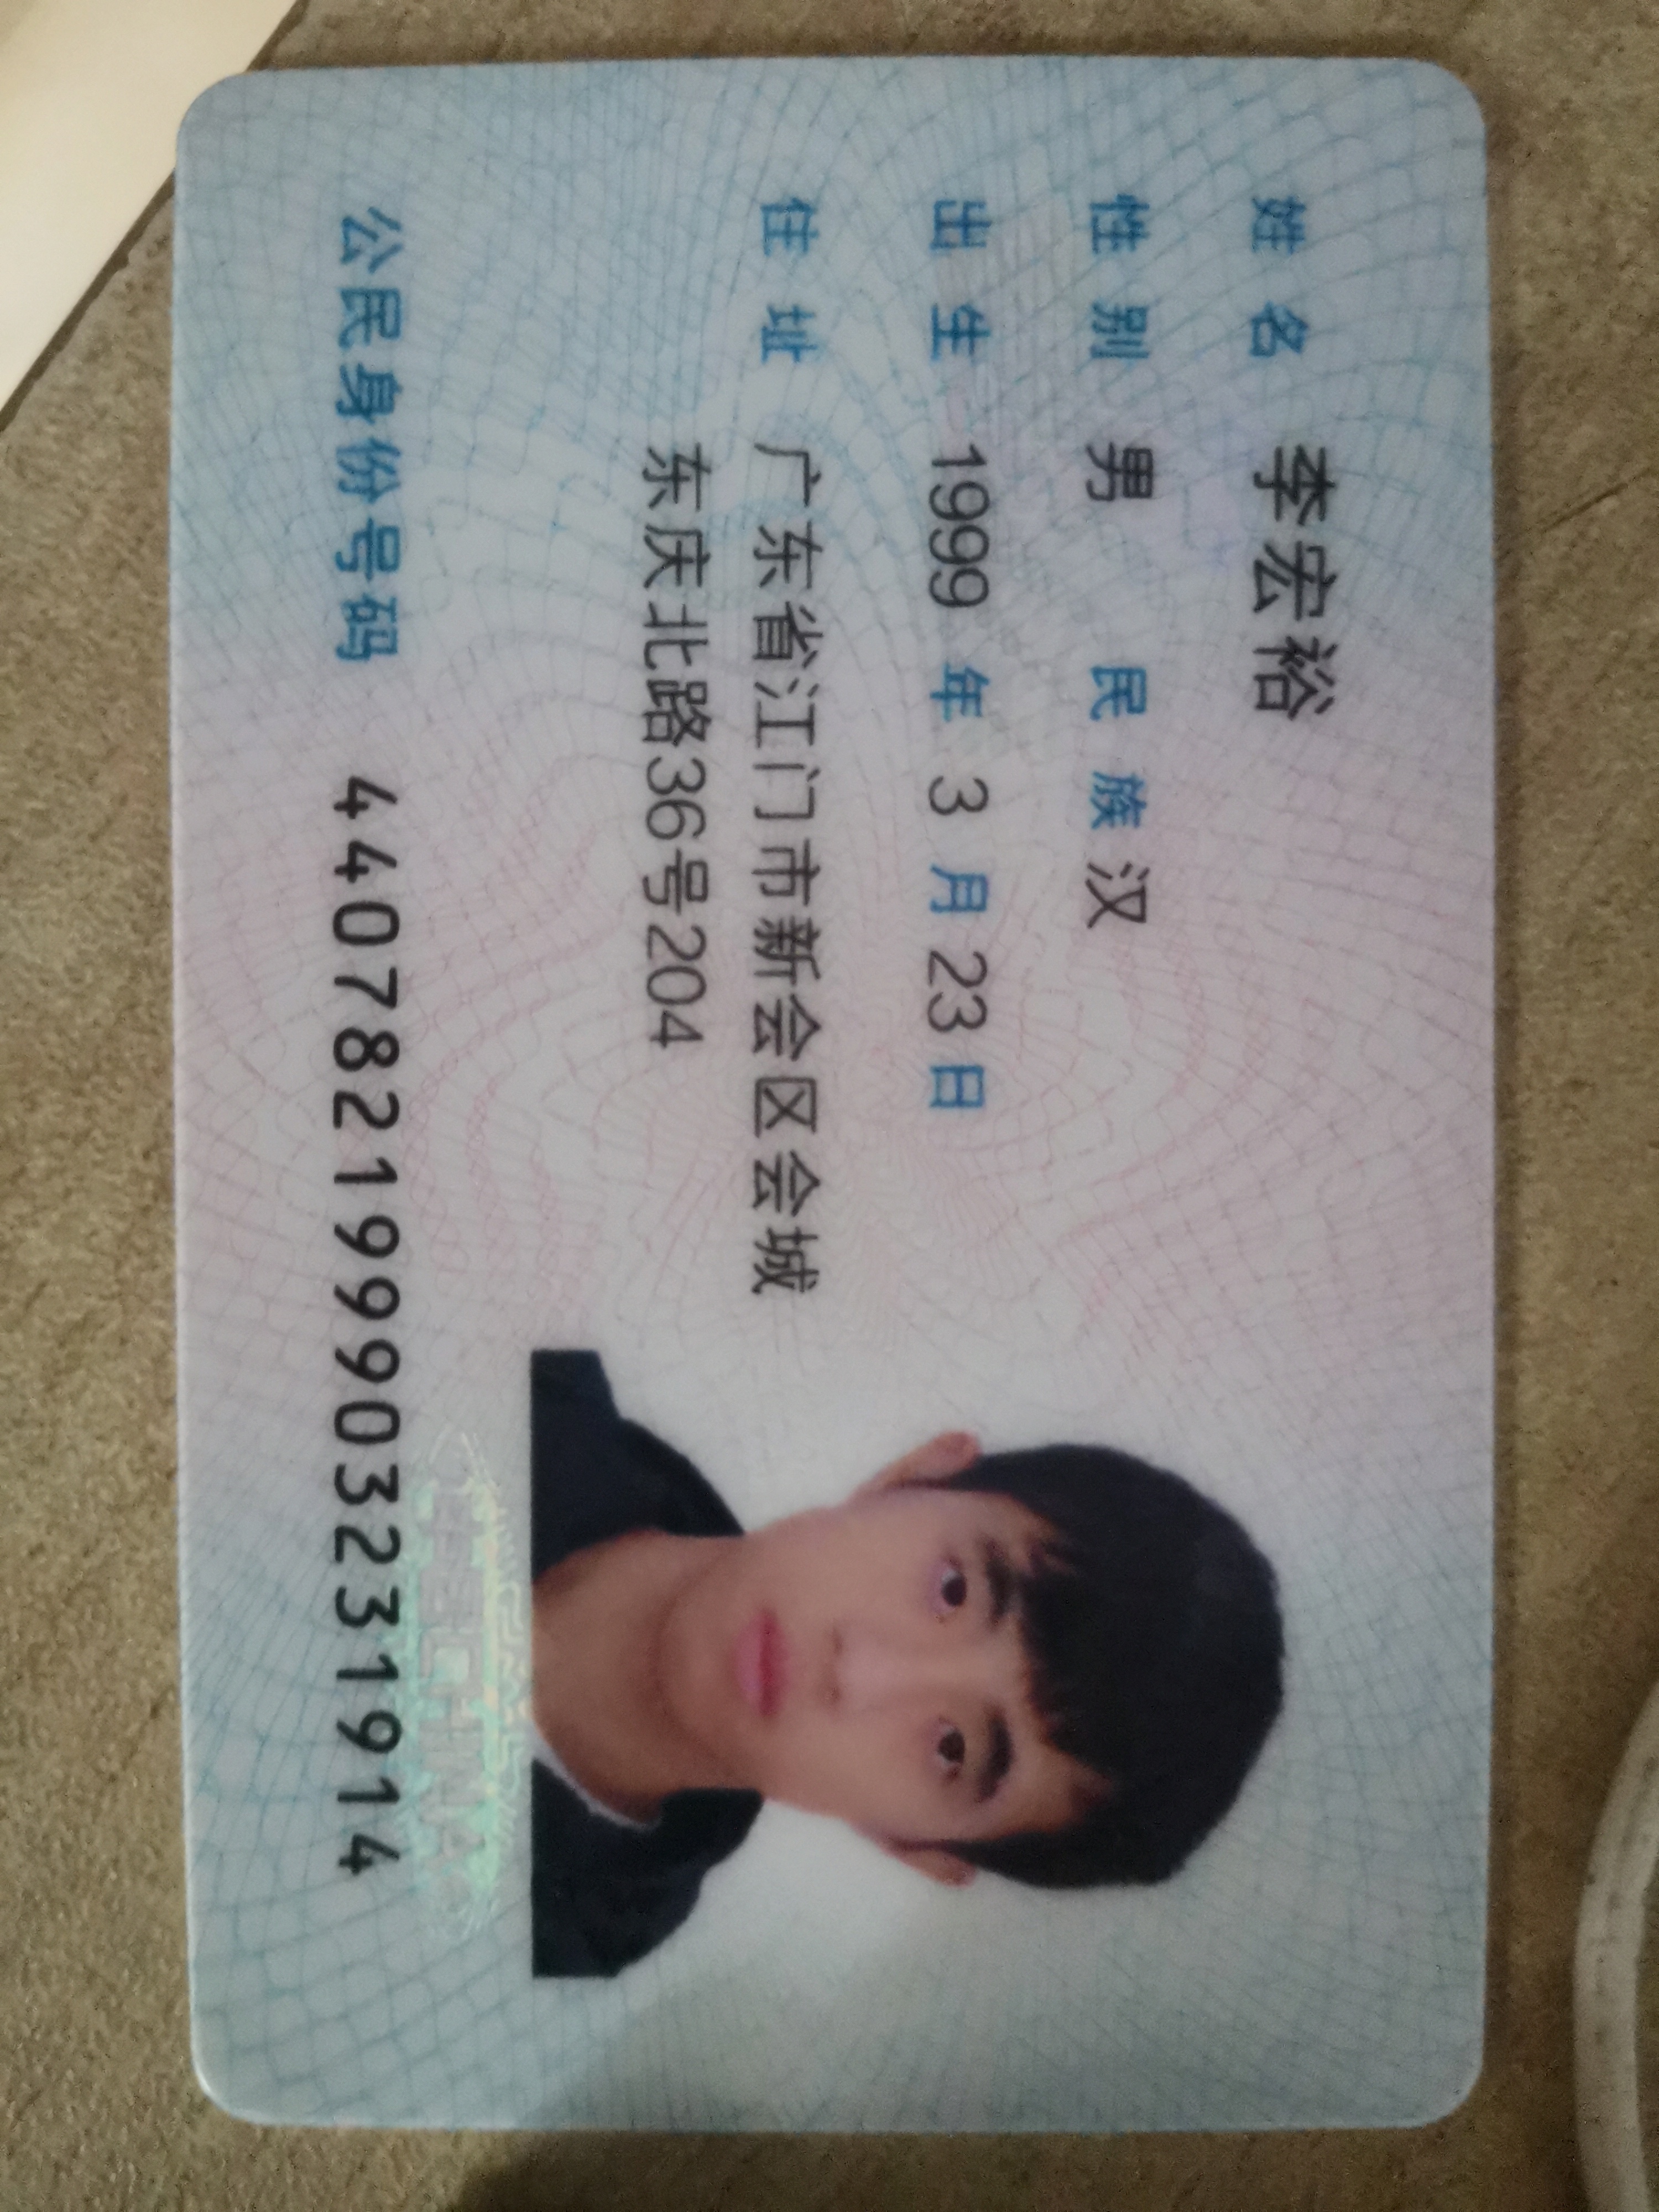 姓名 李宏裕
性别 男 民族 汉
出生 1999 年 3 月 23 日
住址 广东省江门市新会区会城
东庆北路36号204
公民身份号码 440782199903231914
CHINA